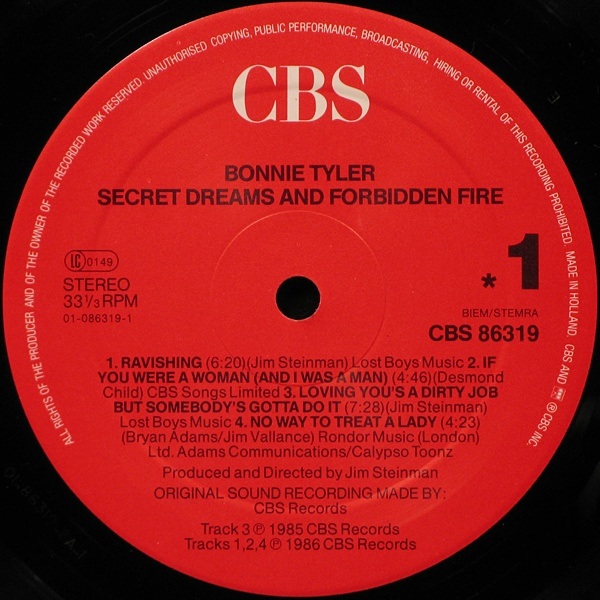 ALL RIGHTS OF THE PRODUCER AND OF THE OWNER OF THE RECORDED WORK RESERVED. UNAUTHORISED COPYING, PUBLIC PERFORMANCE, BROADCASTING, HIRING OR RENTAL OF THIS RECORDING PROHIBITED. MADE IN HOLLAND. CBS AND ℗ © CBS INC.
CBS
BONNIE TYLER
SECRET DREAMS AND FORBIDDEN FIRE
LC 0149
STEREO
33 1/3 RPM
01-086319-1
* 1
BIEM/STEMRA
CBS 86319
1. RAVISHING (6:20)(Jim Steinman) Lost Boys Music 2. IF
YOU WERE A WOMAN (AND I WAS A MAN) (4:46)(Desmond
Child) CBS Songs Limited 3. LOVING YOU'S A DIRTY JOB
BUT SOMEBODY'S GOTTA DO IT (7:28)(Jim Steinman)
Lost Boys Music 4. NO WAY TO TREAT A LADY (4:23)
(Bryan Adams/Jim Vallance) Rondor Music (London)
Ltd. Adams Communications/Calypso Toonz
Produced and Directed by Jim Steinman
ORIGINAL SOUND RECORDING MADE BY:
CBS Records
Track 3 ℗ 1985 CBS Records
Tracks 1,2,4 ℗ 1986 CBS Records